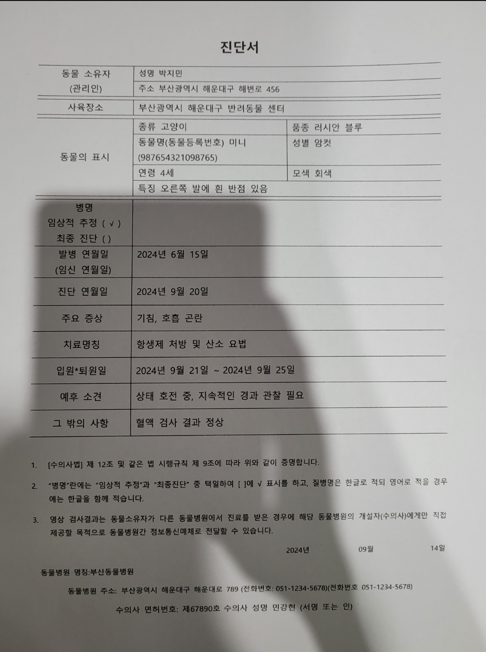 진단서
동물 소유자
(관리인)
성명 박지민
주소 부산광역시 해운대구 해변로 456
사육장소
부산광역시 해운대구 반려동물 센터
동물의 표시
종류 고양이
품종 러시안 블루
동물명(동물등록번호) 미니
(987654321098765)
성별 암컷
연령 4세
모색 회색
특징 오른쪽 발에 흰 반점 있음
병명
임상적 추정 ( √ )
최종 진단 ( )
발병 연월일
(임신 연월일)
2024년 6월 15일
진단 연월일
2024년 9월 20일
주요 증상
기침, 호흡 곤란
치료명칭
항생제 처방 및 산소 요법
입원*퇴원일
2024년 9월 21일 ~ 2024년 9월 25일
예후 소견
상태 호전 중, 지속적인 경과 관찰 필요
그 밖의 사항
혈액 검사 결과 정상
1. [수의사법] 제 12조 및 같은 법 시행규칙 제 9조에 따라 위와 같이 증명합니다.
2. "병명"란에는 "임상적 추정"과 "최종진단" 중 택일하여 [ ]에 √ 표시를 하고, 질병명은 한글로 적되 영어로 적을 경우
에는 한글을 함께 적습니다.
3. 영상 검사결과는 동물소유자가 다른 동물병원에서 진료를 받은 경우에 해당 동물병원의 개설자(수의사)에게만 직접
제공할 목적으로 동물병원간 정보통신매체로 전달할 수 있습니다.
2024년 09월 14일
동물병원 명칭:부산동물병원
동물병원 주소: 부산광역시 해운대구 해운대로 789 (전화번호: 051-1234-5678)(전화번호 051-1234-5678)
수의사 면허번호: 제67890호 수의사 성명 민강현 (서명 또는 인)